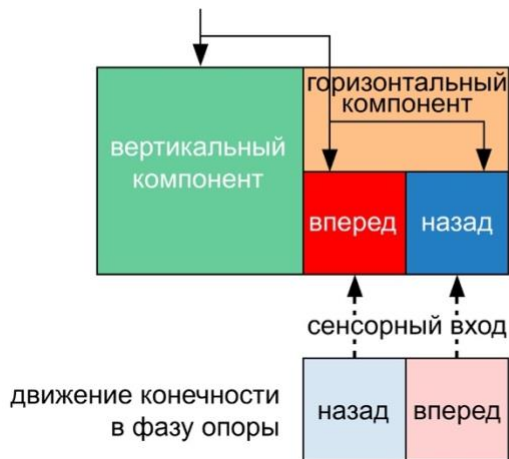 горизонтальный
компонент
вертикальный
компонент
вперед
назад
сенсорный вход
движение конечности
в фазу опоры
назад
вперед